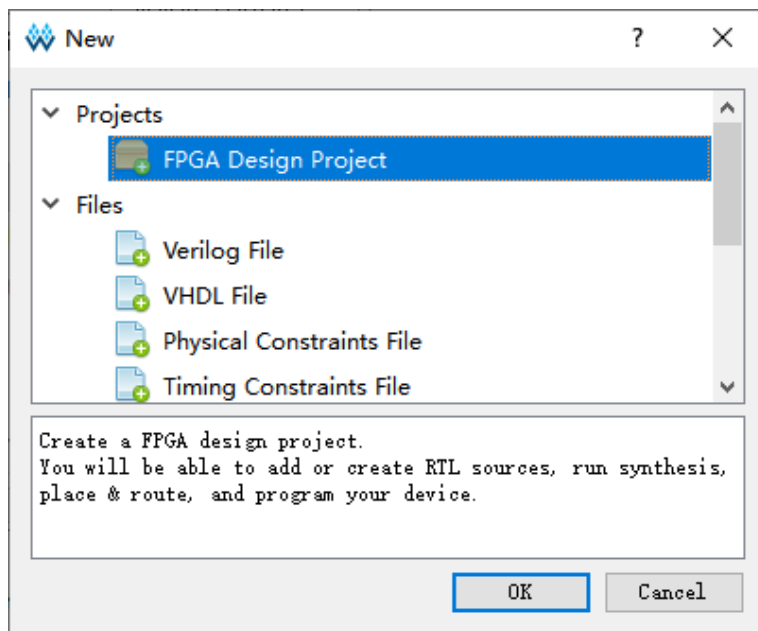 New
?
Projects
FPGA Design Project
Files
Verilog File
VHDL File
Physical Constraints File
Timing Constraints File
Create a FPGA design project.
You will be able to add or create RTL sources, run synthesis,
place & route, and program your device.
OK
Cancel